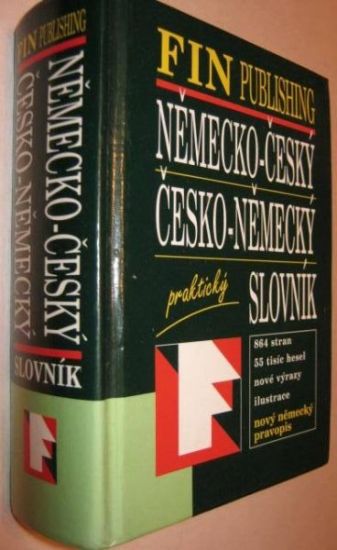 FIN PUBLISHING
NĚMECKO-ČESKÝ
ČESKO-NĚMECKÝ
SLOVNÍK
FIN PUBLISHING
NĚMECKO-ČESKÝ
ČESKO-NĚMECKÝ
praktický
SLOVNÍK
864 stran
55 tisíc hesel
nové výrazy
ilustrace
nový německý
pravopis